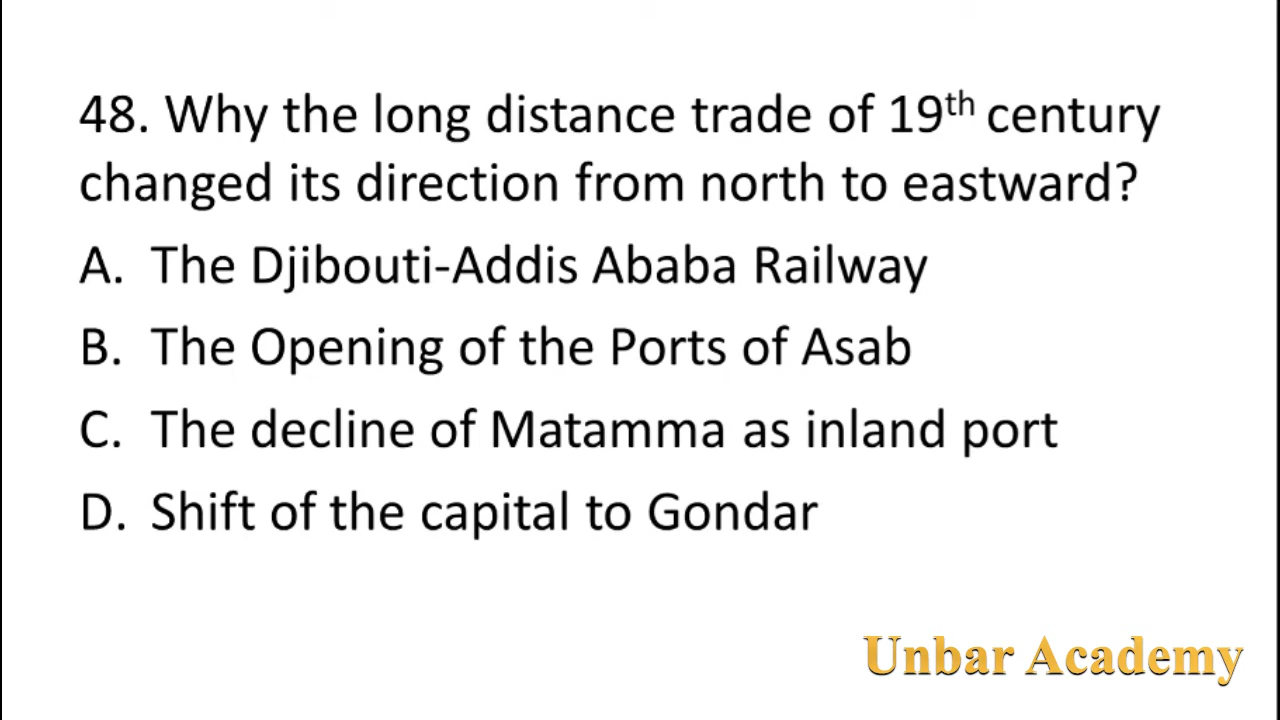 48. Why the long distance trade of 19th century
changed its direction from north to eastward?
A. The Djibouti-Addis Ababa Railway
B. The Opening of the Ports of Asab
C. The decline of Matamma as inland port
D. Shift of the capital to Gondar
Unbar Academy